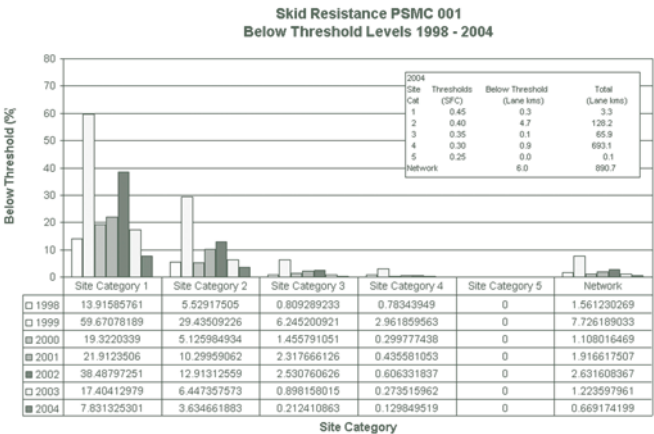 Skid Resistance PSMC 001
Below Threshold Levels 1998 - 2004
Below Threshold (%
80
70
60
50
40
30
20
10
0
2004
Site Thresholds Below Threshold Total
Cat (SFC) (Lane kms) (Lane kms)
1 0.45 0.3 3.3
2 0.40 4.7 128.2
3 0.35 0.1 65.9
4 0.30 0.9 693.1
5 0.25 0.0 0.1
Network 6.0 890.7
Site Category 1 Site Category 2 Site Category 3 Site Category 4 Site Category 5 Network
1998 13.91585761 5.52917505 0.809289233 0.78343949 0 1.561230269
1999 59.67078189 29.43509226 6.245200921 2.961859563 0 7.726189033
2000 19.3220339 5.125984934 1.455791051 0.299777438 0 1.108016469
2001 21.9123506 10.29959062 2.317666126 0.435581053 0 1.916617507
2002 38.48797251 12.91312559 2.530760626 0.606331837 0 2.631608367
2003 17.40412979 6.447357573 0.898158015 0.273515962 0 1.223597961
2004 7.831325301 3.634661883 0.212410863 0.129849519 0 0.669174199
Site Category